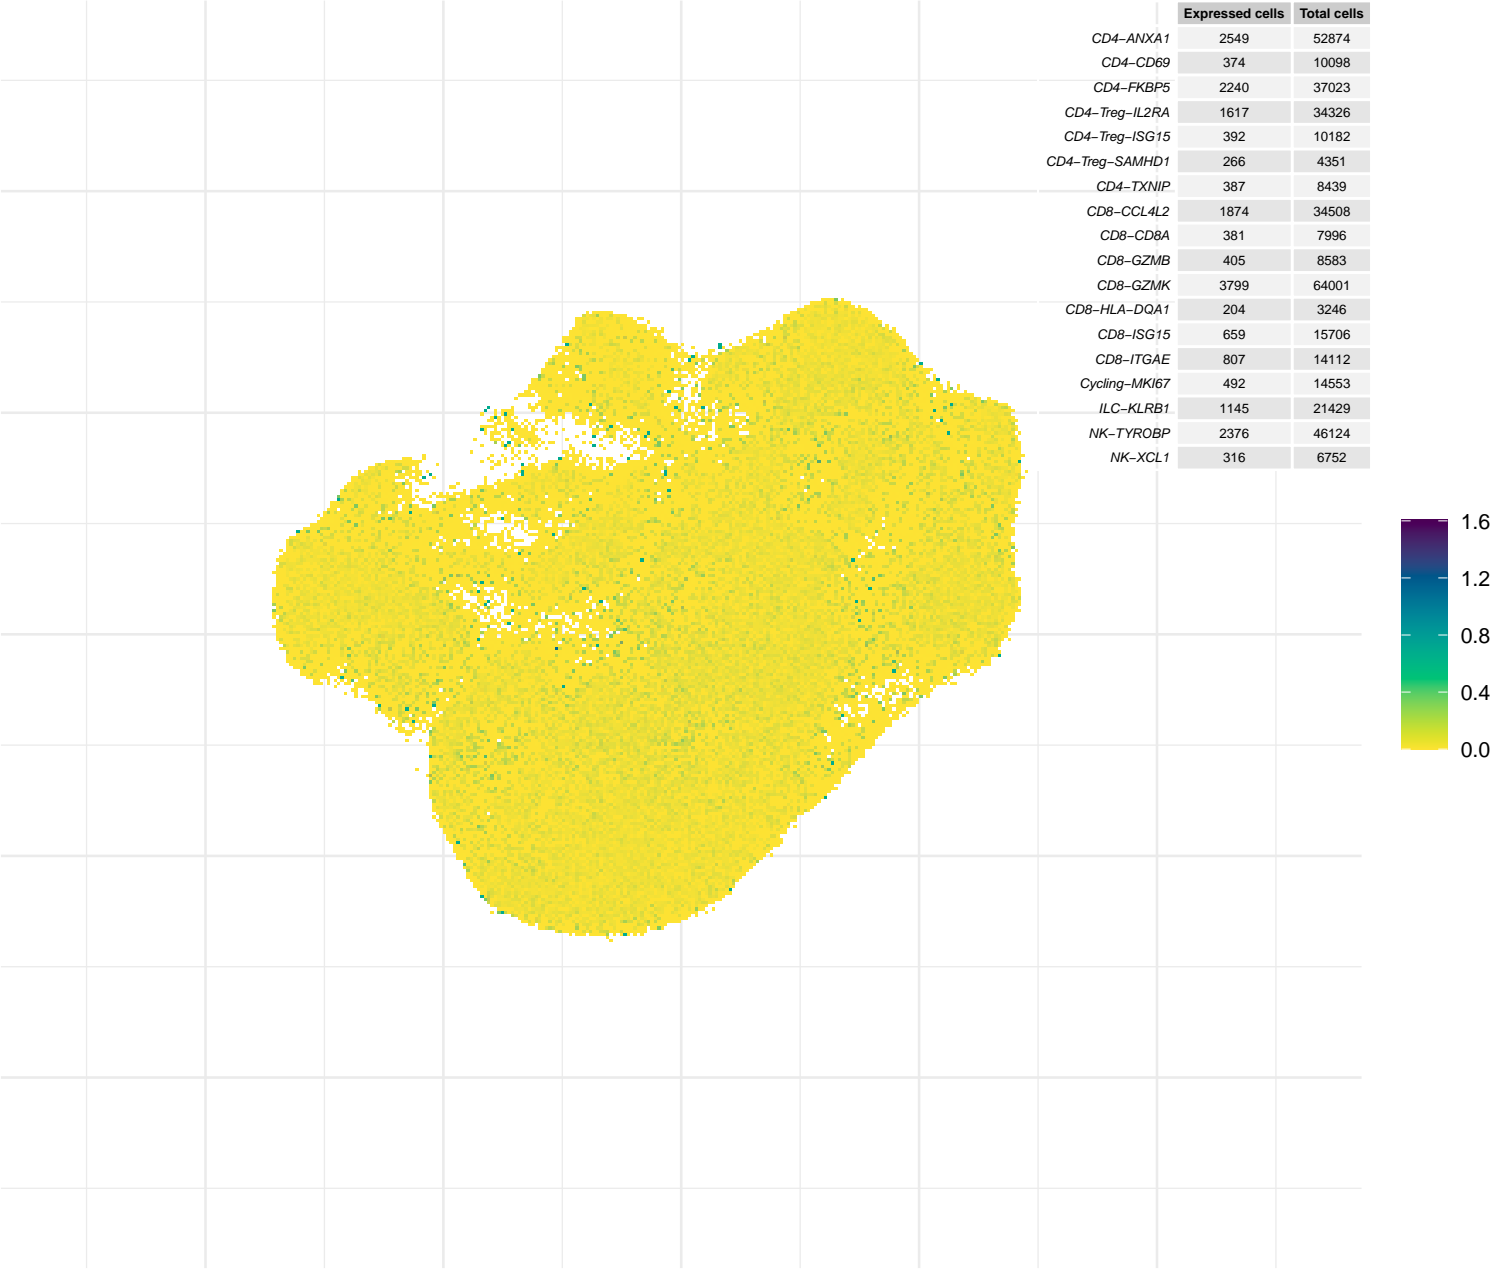 Expressed cells Total cells
CD4−ANXA1 2549 52874
CD4−CD69 374 10098
CD4−FKBP5 2240 37023
CD4−Treg−IL2RA 1617 34326
CD4−Treg−ISG15 392 10182
CD4−Treg−SAMHD1 266 4351
CD4−TXNIP 387 8439
CD8−CCL4L2 1874 34508
CD8−CD8A 381 7996
CD8−GZMB 405 8583
CD8−GZMK 3799 64001
CD8−HLA−DQA1 204 3246
CD8−ISG15 659 15706
CD8−ITGAE 807 14112
Cycling−MKI67 492 14553
ILC−KLRB1 1145 21429
NK−TYROBP 2376 46124
NK−XCL1 316 6752
1.6
1.2
0.8
0.4
0.0